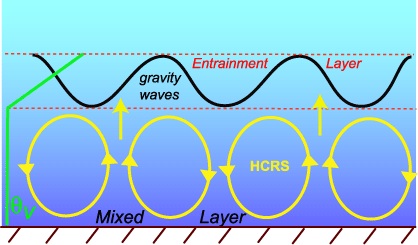 Entrainment Layer
gravity
waves
HCRS
θv
Mixed Layer